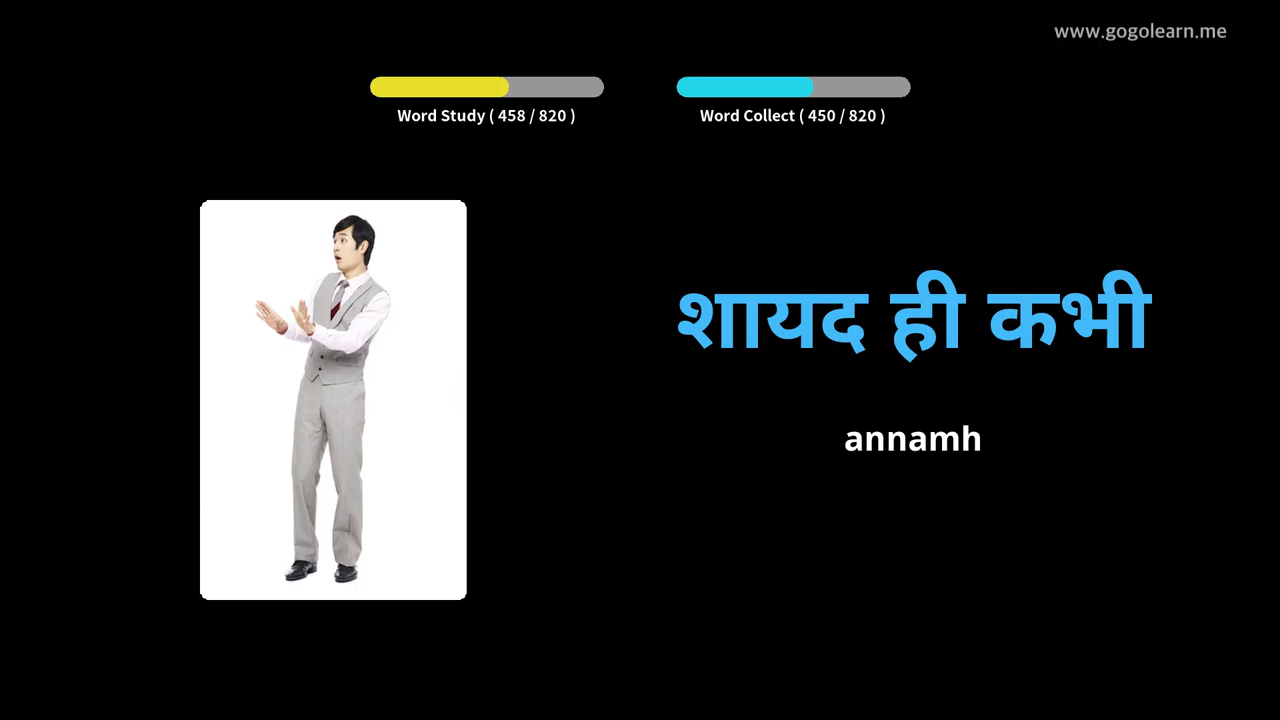 www.gogolearn.me
Word Study ( 458 / 820 )
Word Collect ( 450 / 820 )
शायद ही कभी
annamh